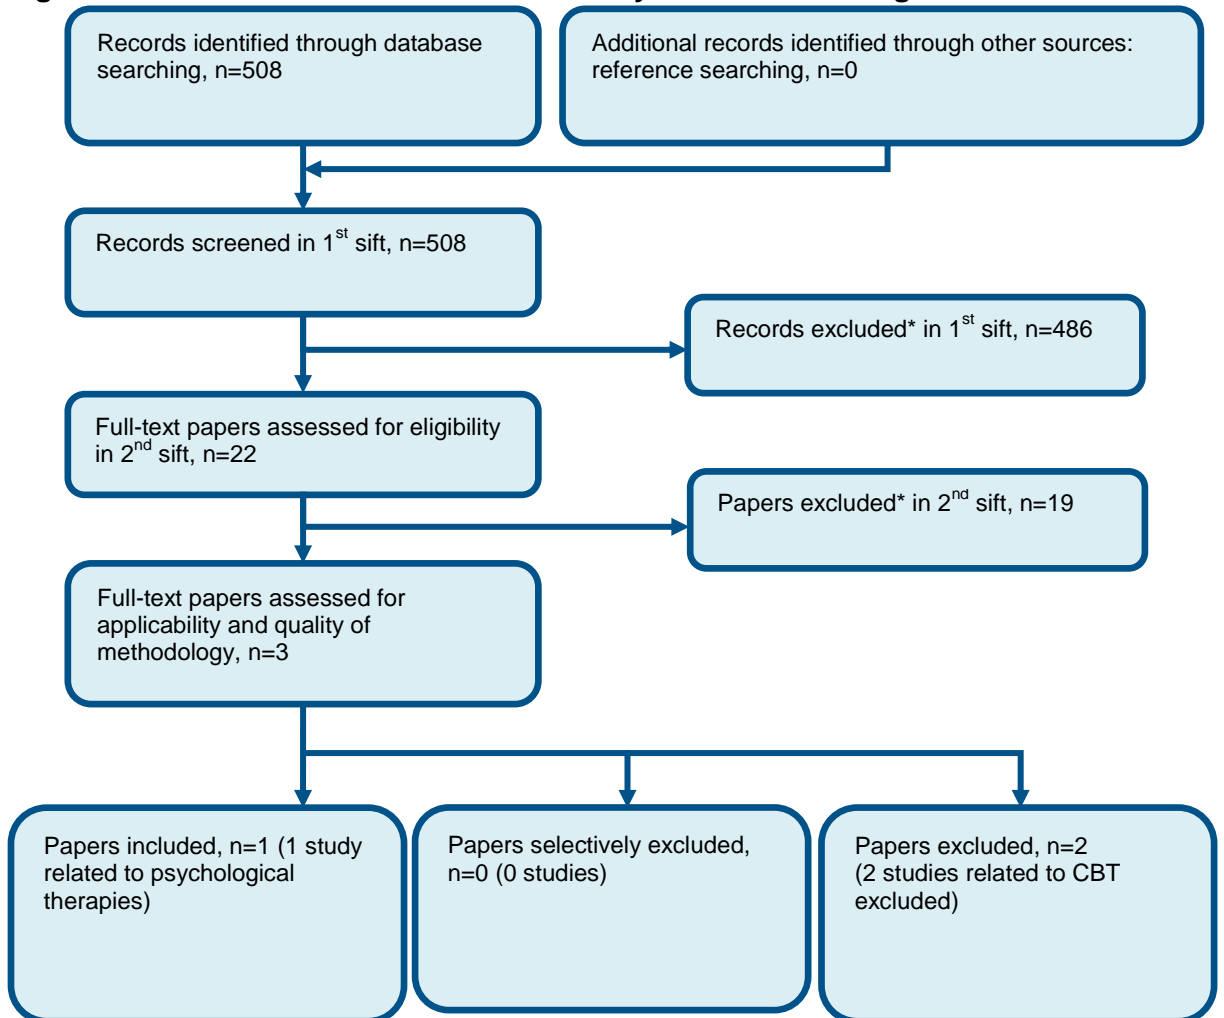 Records identified through database
searching, n=508
Additional records identified through other sources:
reference searching, n=0
Records screened in 1st sift, n=508
Records excluded* in 1st sift, n=486
Full-text papers assessed for eligibility
in 2nd sift, n=22
Papers excluded* in 2nd sift, n=19
Full-text papers assessed for
applicability and quality of
methodology, n=3
Papers included, n=1 (1 study
related to psychological
therapies)
Papers selectively excluded,
n=0 (0 studies)
Papers excluded, n=2
(2 studies related to CBT
excluded)